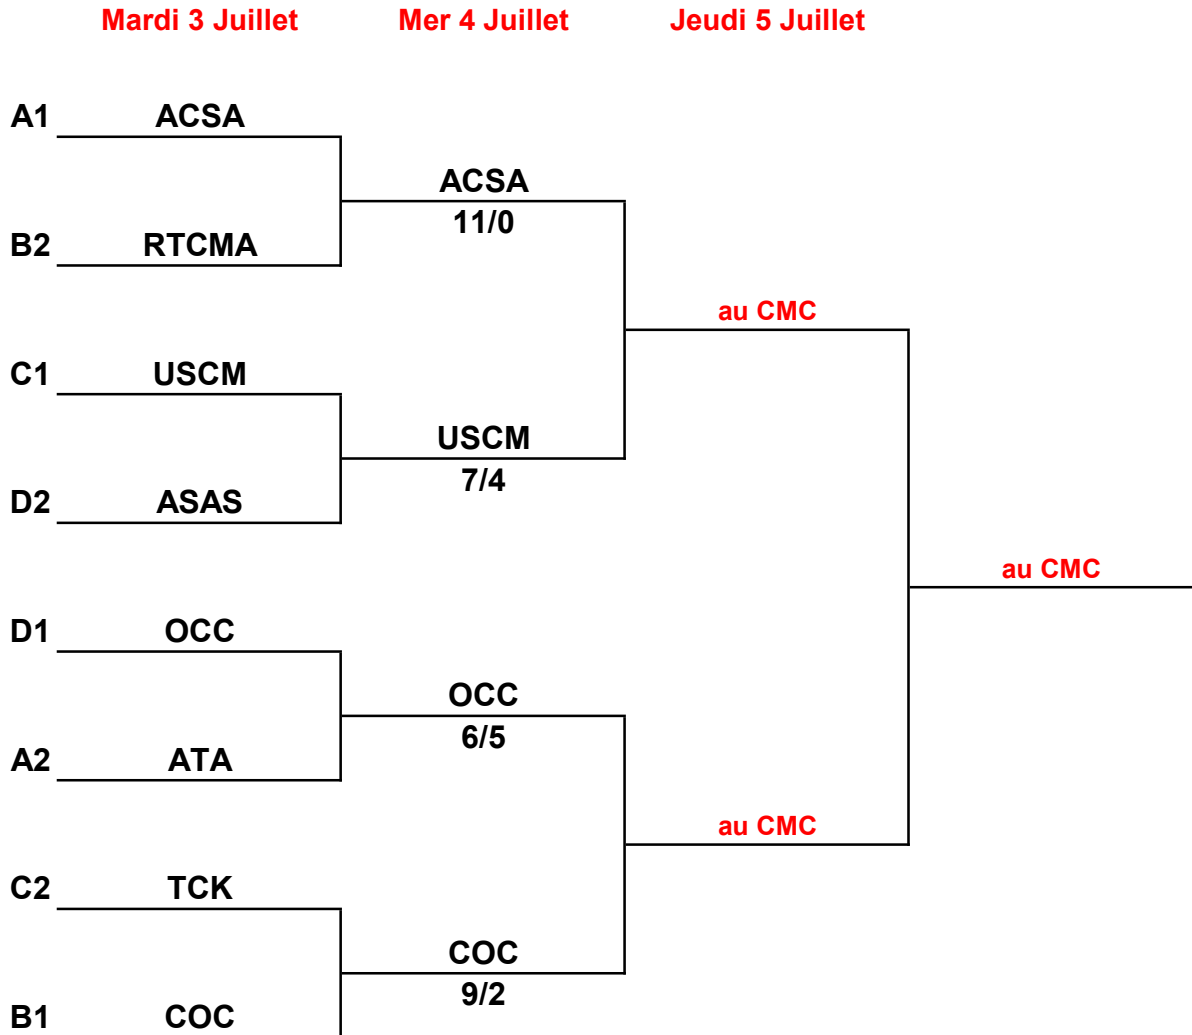 Mardi 3 Juillet Mer 4 Juillet Jeudi 5 Juillet
A1 ACSA
ACSA
11/0
B2 RTCMA
au CMC
C1 USCM
USCM
7/4
D2 ASAS
au CMC
D1 OCC
OCC
6/5
A2 ATA
au CMC
C2 TCK
COC
9/2
B1 COC